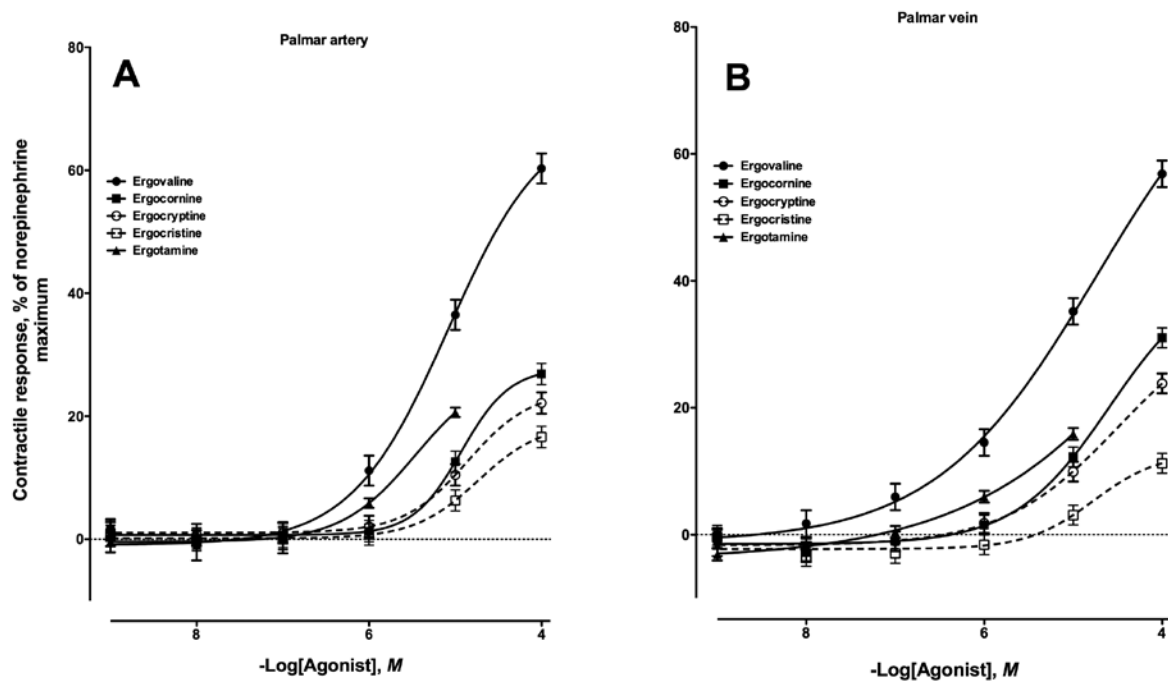 Palmar artery
A
80
60
40
20
0
Ergovaline
Ergocornine
Ergocryptine
Ergocristine
Ergotamine
Contractile response, % of norepinephrine
maximum
8 6 4
-Log[Agonist], M
Palmar vein
B
80
60
40
20
0
Ergovaline
Ergocornine
Ergocryptine
Ergocristine
Ergotamine
8 6 4
-Log[Agonist], M